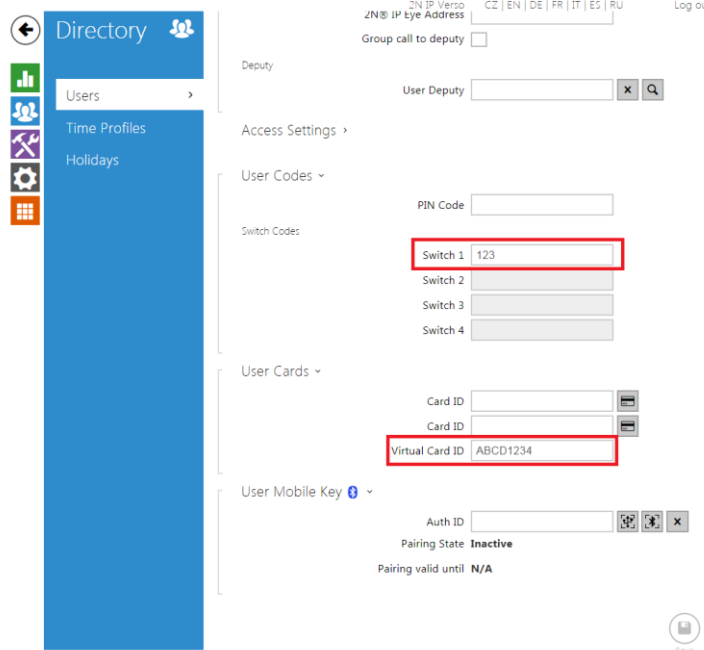 2N IP Verso CZ | EN | DE | FR | IT | ES | RU Log ou
Directory
2N® IP Eye Address
Group call to deputy
Deputy
Users
User Deputy
Time Profiles
Access Settings
Holidays
User Codes
PIN Code
Switch Codes
Switch 1 123
Switch 2
Switch 3
Switch 4
User Cards
Card ID
Card ID
Virtual Card ID ABCD1234
User Mobile Key
Auth ID
Pairing State Inactive
Pairing valid until N/A